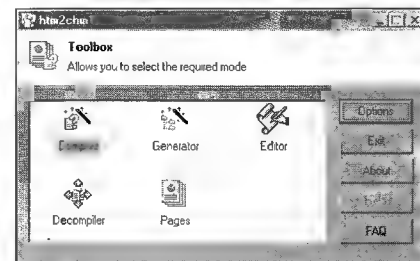 htm2chm
Toolbox
Allows you to select the required mode
Compiler
Generator
Editor
Decompiler
Pages
Options
Exit
About
FAQ